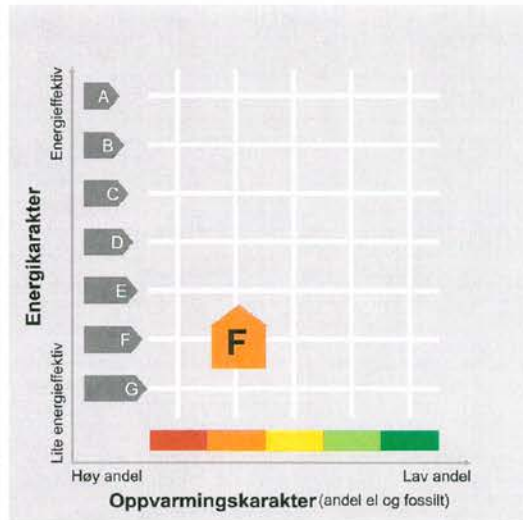 Energieffektiv
Energikarakter
Lite energieffektiv
A
B
C
D
E
F
F
G
Høy andel
Lav andel
Oppvarmingskarakter (andel el og fossilt)